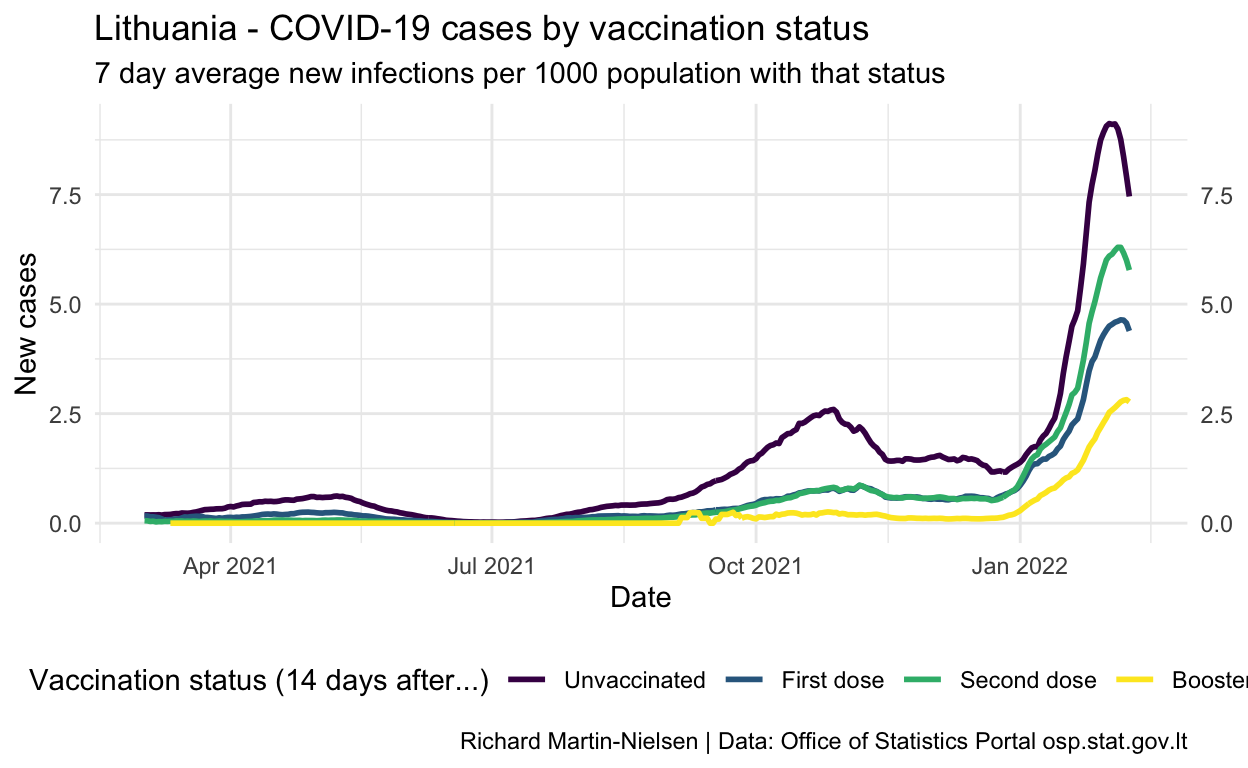 Lithuania - COVID-19 cases by vaccination status
7 day average new infections per 1000 population with that status
New cases
7.5
5.0
2.5
0.0
7.5
5.0
2.5
0.0
Apr 2021 Jul 2021 Oct 2021 Jan 2022
Date
Vaccination status (14 days after...) Unvaccinated First dose Second dose Booster
Richard Martin-Nielsen | Data: Office of Statistics Portal osp.stat.gov.lt